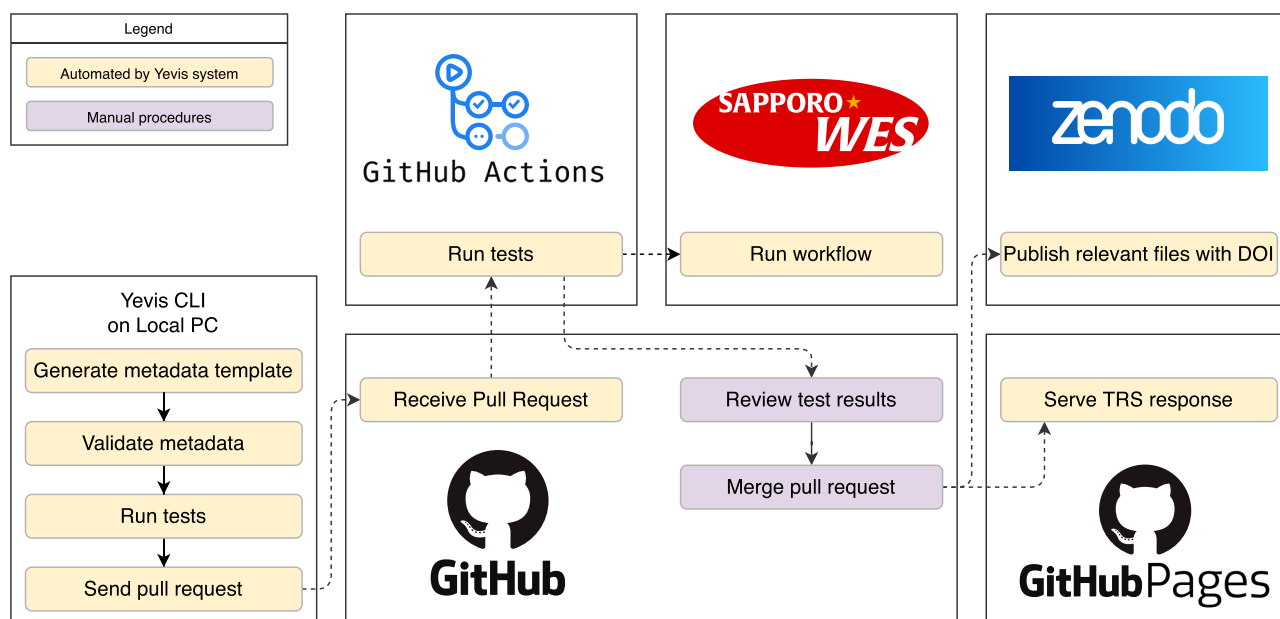 Legend
Automated by Yevis system
Manual procedures
GitHub Actions
Run tests
SAPPORO
WES
Run workflow
zenodo
Publish relevant files with DOI
Yevis CLI
on Local PC
Generate metadata template
Validate metadata
Run tests
Send pull request
Receive Pull Request
GitHub
Review test results
Merge pull request
Serve TRS response
GitHub Pages